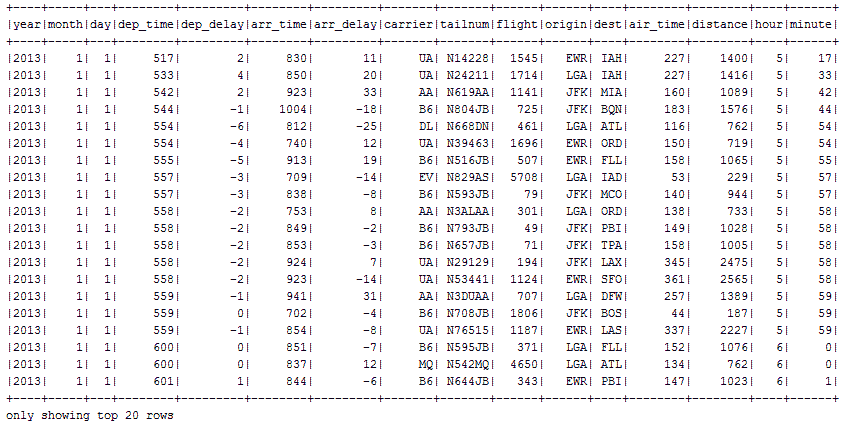 +----+-----+---+--------+---------+--------+---------+-------+-------+------+------+----+--------+--------+----+------+
|year|month|day|dep_time|dep_delay|arr_time|arr_delay|carrier|tailnum|flight|origin|dest|air_time|distance|hour|minute|
+----+-----+---+--------+---------+--------+---------+-------+-------+------+------+----+--------+--------+----+------+
|2013|    1|  1|     517|        2|     830|       11|     UA| N14228|  1545|   EWR| IAH|     227|    1400|   5|    17|
|2013|    1|  1|     533|        4|     850|       20|     UA| N24211|  1714|   LGA| IAH|     227|    1416|   5|    33|
|2013|    1|  1|     542|        2|     923|       33|     AA| N619AA|  1141|   JFK| MIA|     160|    1089|   5|    42|
|2013|    1|  1|     544|       -1|    1004|      -18|     B6| N804JB|   725|   JFK| BQN|     183|    1576|   5|    44|
|2013|    1|  1|     554|       -6|     812|      -25|     DL| N668DN|   461|   LGA| ATL|     116|     762|   5|    54|
|2013|    1|  1|     554|       -4|     740|       12|     UA| N39463|  1696|   EWR| ORD|     150|     719|   5|    54|
|2013|    1|  1|     555|       -5|     913|       19|     B6| N516JB|   507|   EWR| FLL|     158|    1065|   5|    55|
|2013|    1|  1|     557|       -3|     709|      -14|     EV| N829AS|  5708|   LGA| IAD|      53|     229|   5|    57|
|2013|    1|  1|     557|       -3|     838|       -8|     B6| N593JB|    79|   JFK| MCO|     140|     944|   5|    57|
|2013|    1|  1|     558|       -2|     753|        8|     AA| N3ALAA|   301|   LGA| ORD|     138|     733|   5|    58|
|2013|    1|  1|     558|       -2|     849|       -2|     B6| N793JB|    49|   JFK| PBI|     149|    1028|   5|    58|
|2013|    1|  1|     558|       -2|     853|       -3|     B6| N657JB|    71|   JFK| TPA|     158|    1005|   5|    58|
|2013|    1|  1|     558|       -2|     924|        7|     UA| N29129|   194|   JFK| LAX|     345|    2475|   5|    58|
|2013|    1|  1|     558|       -2|     923|      -14|     UA| N53441|  1124|   EWR| SFO|     361|    2565|   5|    58|
|2013|    1|  1|     559|       -1|     941|       31|     AA| N3DUAA|   707|   LGA| DFW|     257|    1389|   5|    59|
|2013|    1|  1|     559|        0|     702|       -4|     B6| N708JB|  1806|   JFK| BOS|      44|     187|   5|    59|
|2013|    1|  1|     559|       -1|     854|       -8|     UA| N76515|  1187|   EWR| LAS|     337|    2227|   5|    59|
|2013|    1|  1|     600|        0|     851|       -7|     B6| N595JB|   371|   LGA| FLL|     152|    1076|   6|     0|
|2013|    1|  1|     600|        0|     837|       12|     MQ| N542MQ|  4650|   LGA| ATL|     134|     762|   6|     0|
|2013|    1|  1|     601|        1|     844|       -6|     B6| N644JB|   343|   EWR| PBI|     147|    1023|   6|     1|
+----+-----+---+--------+---------+--------+---------+-------+-------+------+------+----+--------+--------+----+------+
only showing top 20 rows